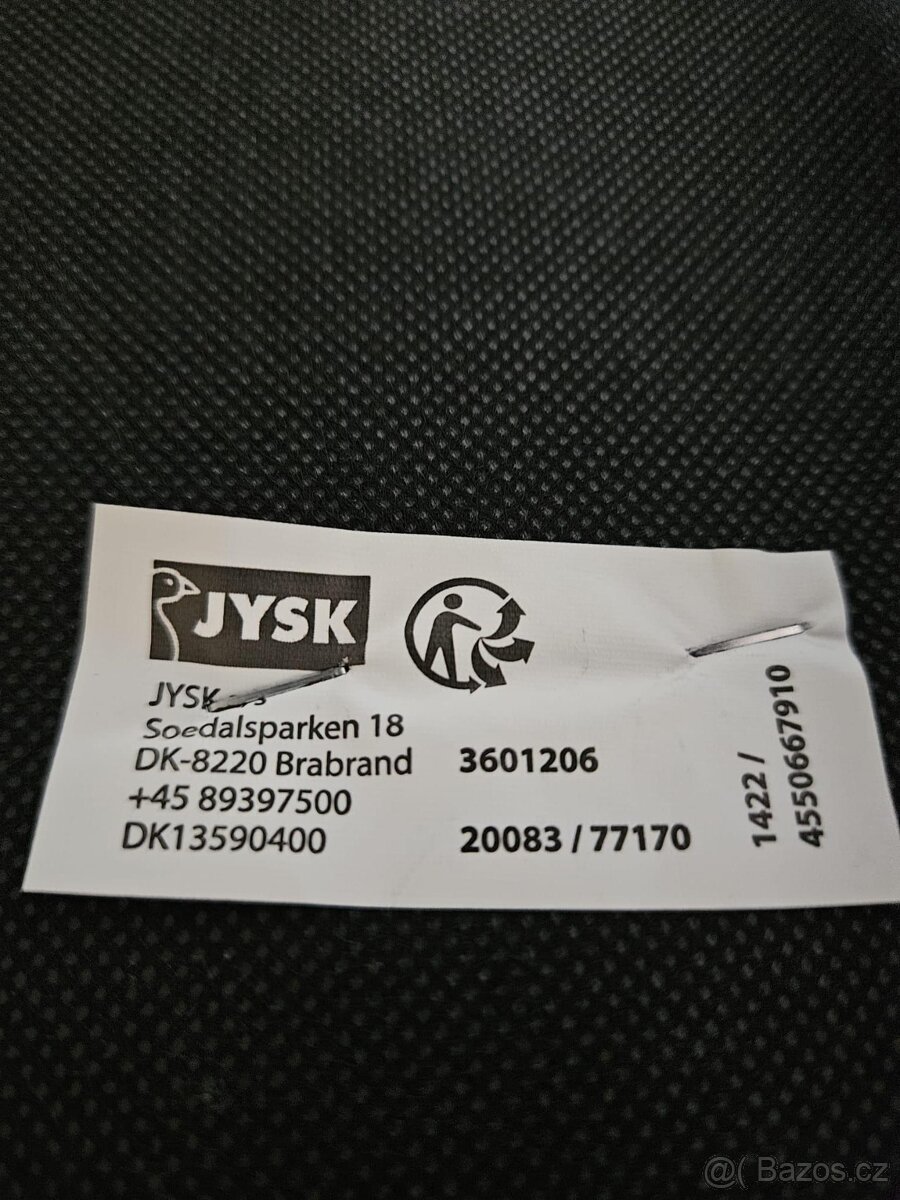 JYSK
JYSK
Soedalsparken 18
DK-8220 Brabrand
+45 89397500
DK13590400
3601206
20083 / 77170
1422 /
4550667910
@( Bazos.cz